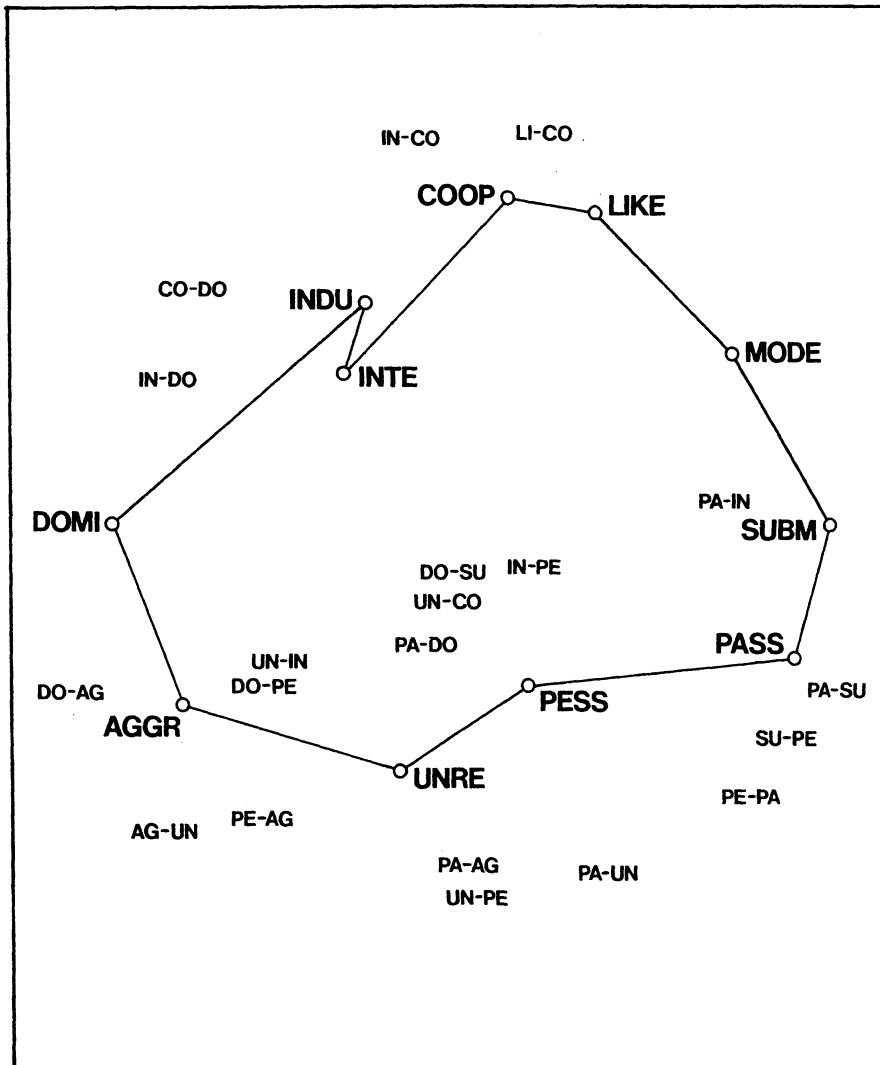 IN-CO
LI-CO
COOP
LIKE
CO-DO
INDU
MODE
INTE
IN-DO
PA-IN
DOMI
SUBM
DO-SU
IN-PE
UN-CO
PA-DO
PASS
UN-IN
DO-PE
DO-AG
PESS
PA-SU
AGGR
SU-PE
UNRE
PE-PA
PE-AG
AG-UN
PA-AG
PA-UN
UN-PE